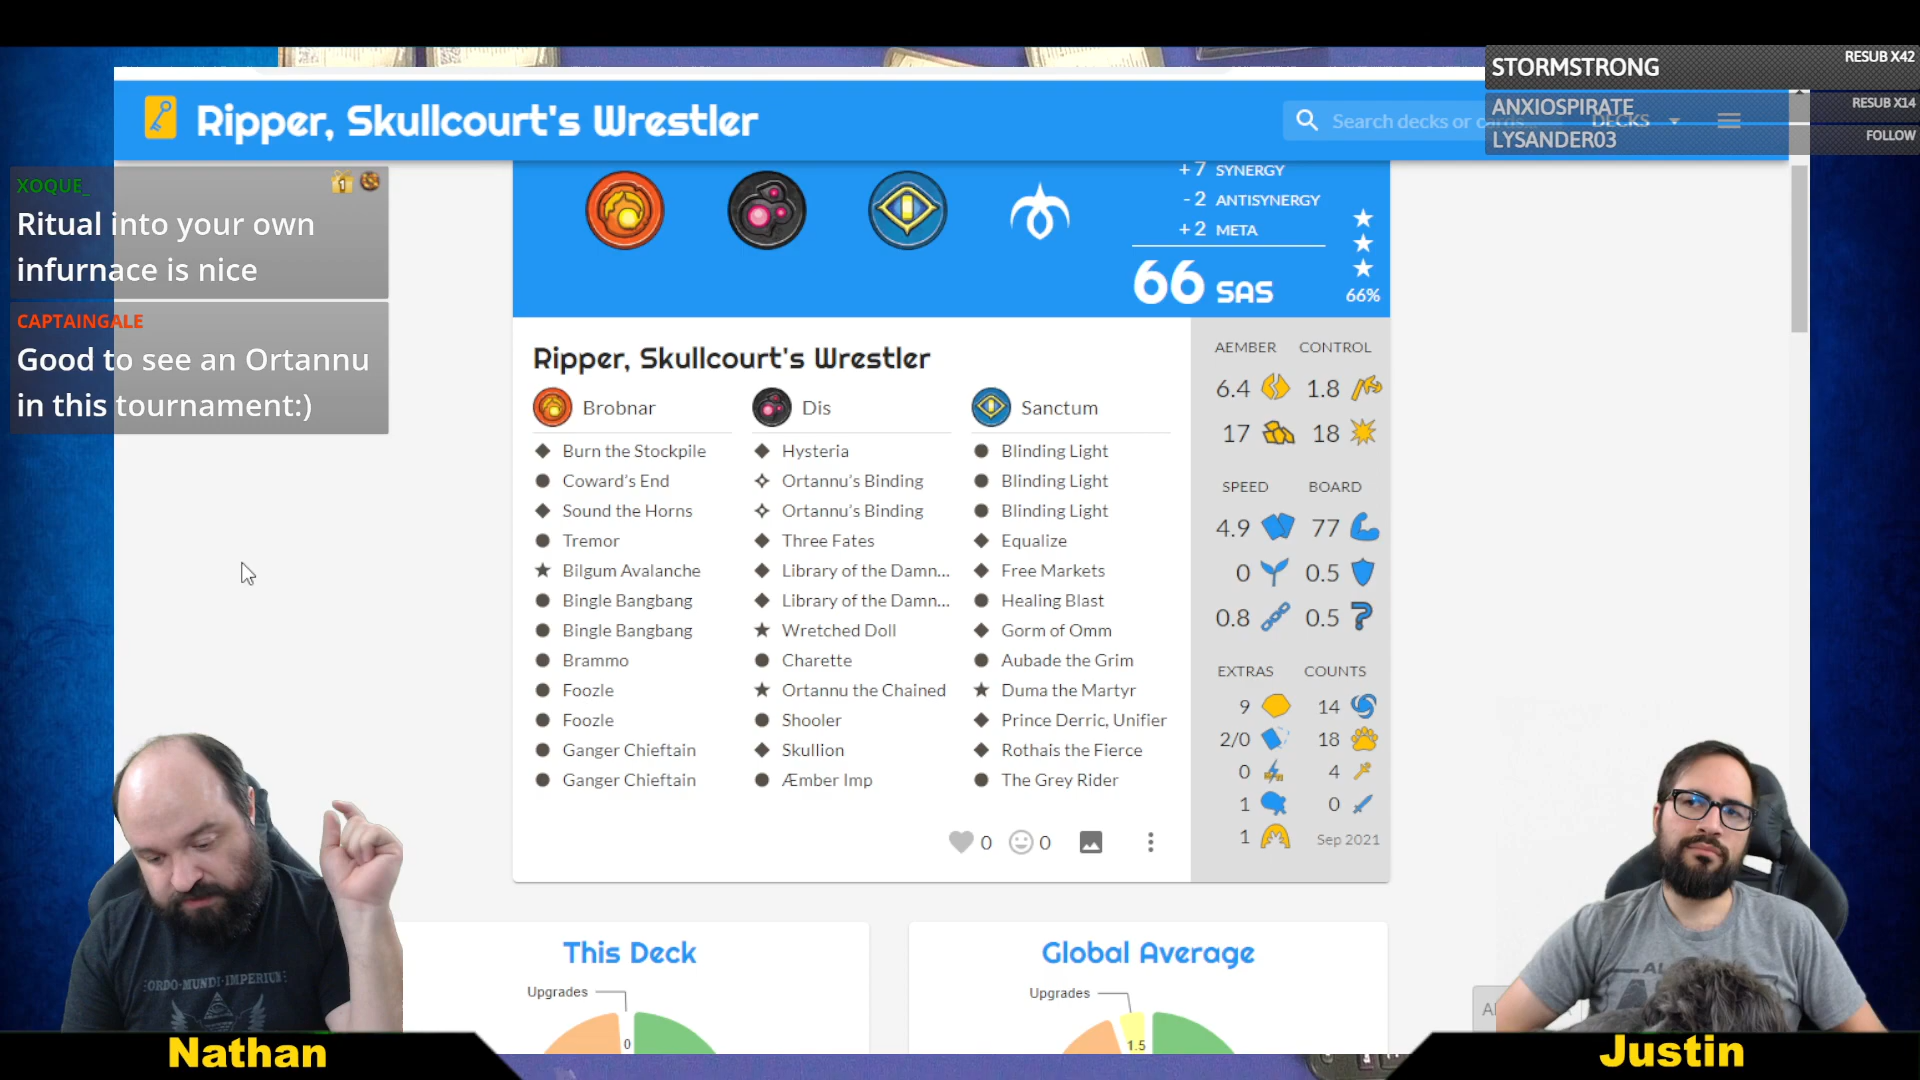 STORMSTRONG
RESUB X42
ANXIOSPIRATE
RESUB X14
LYSANDER03
FOLLOW
Ripper, Skullcourt's Wrestler
Search decks or cards...
DECKS
XOQUE_
Ritual into your own
infurnace is nice
CAPTAINGALE
Good to see an Ortannu
in this tournament:)
+ 7 SYNERGY
- 2 ANTISYNERGY
+ 2 META
66 SAS
66%
Ripper, Skullcourt's Wrestler
Brobnar
Burn the Stockpile
Coward's End
Sound the Horns
Tremor
Bilgum Avalanche
Bingle Bangbang
Bingle Bangbang
Brammo
Foozle
Foozle
Ganger Chieftain
Ganger Chieftain
Dis
Hysteria
Ortannu's Binding
Ortannu's Binding
Three Fates
Library of the Damn...
Library of the Damn...
Wretched Doll
Charette
Ortannu the Chained
Shooler
Skullion
Æmber Imp
Sanctum
Blinding Light
Blinding Light
Blinding Light
Equalize
Free Markets
Healing Blast
Gorm of Omm
Aubade the Grim
Duma the Martyr
Prince Derric, Unifier
Rothais the Fierce
The Grey Rider
0
0
AEMBER CONTROL
6.4 1.8
17 18
SPEED BOARD
4.9 77
0 0.5
0.8 0.5
EXTRAS COUNTS
9 14
2/0 18
0 4
1 0
1 Sep 2021
This Deck
Upgrades
0
Global Average
Upgrades
1.5
ORDO·MUNDI·IMPERIUM
Nathan
Justin